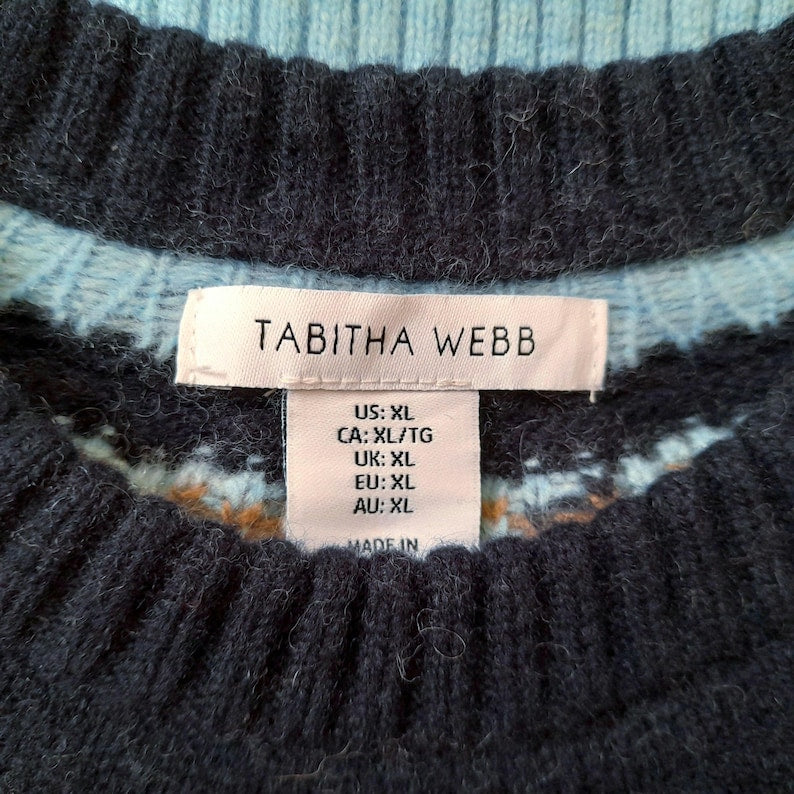 TABITHA WEBB
US: XL
CA: XL/TG
UK: XL
EU: XL
AU: XL
MADE IN